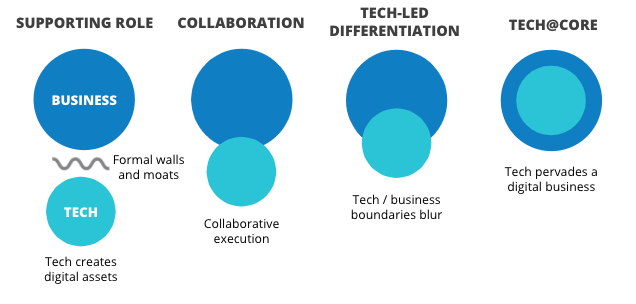 SUPPORTING ROLE
BUSINESS
Formal walls
and moats
TECH
Tech creates
digital assets
COLLABORATION
Collaborative
execution
TECH-LED
DIFFERENTIATION
Tech / business
boundaries blur
TECH@CORE
Tech pervades a
digital business